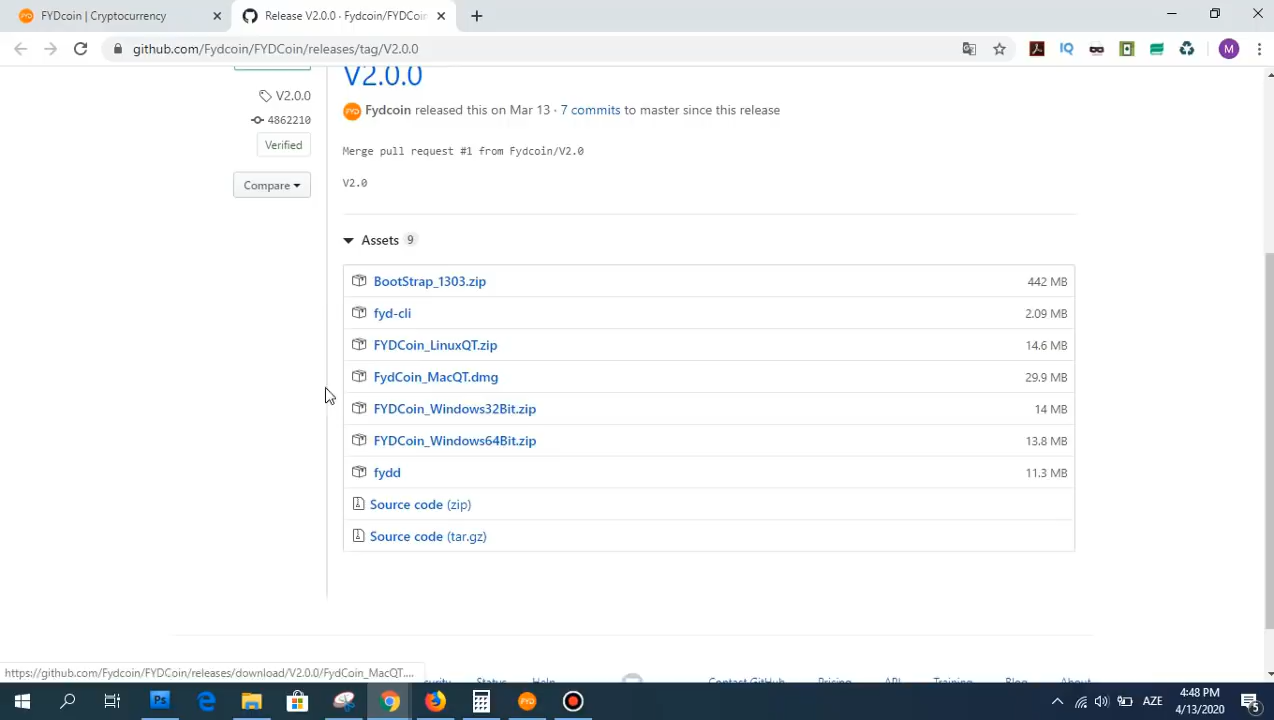 FYDcoin | Cryptocurrency
Release V2.0.0 · Fydcoin/FYDCoin
github.com/Fydcoin/FYDCoin/releases/tag/V2.0.0
M
V2.0.0
V2.0.0
4862210
Verified
Compare
Fydcoin released this on Mar 13 · 7 commits to master since this release
Merge pull request #1 from Fydcoin/V2.0
V2.0
Assets 9
BootStrap_1303.zip 442 MB
fyd-cli 2.09 MB
FYDCoin_LinuxQT.zip 14.6 MB
FydCoin_MacQT.dmg 29.9 MB
FYDCoin_Windows32Bit.zip 14 MB
FYDCoin_Windows64Bit.zip 13.8 MB
fydd 11.3 MB
Source code (zip)
Source code (tar.gz)
https://github.com/Fydcoin/FYDCoin/releases/download/V2.0.0/FydCoin_MacQT....
Status Help Contact GitHub Pricing API Training Blog About
Ps
FYD
AZE
4:48 PM
4/13/2020
5